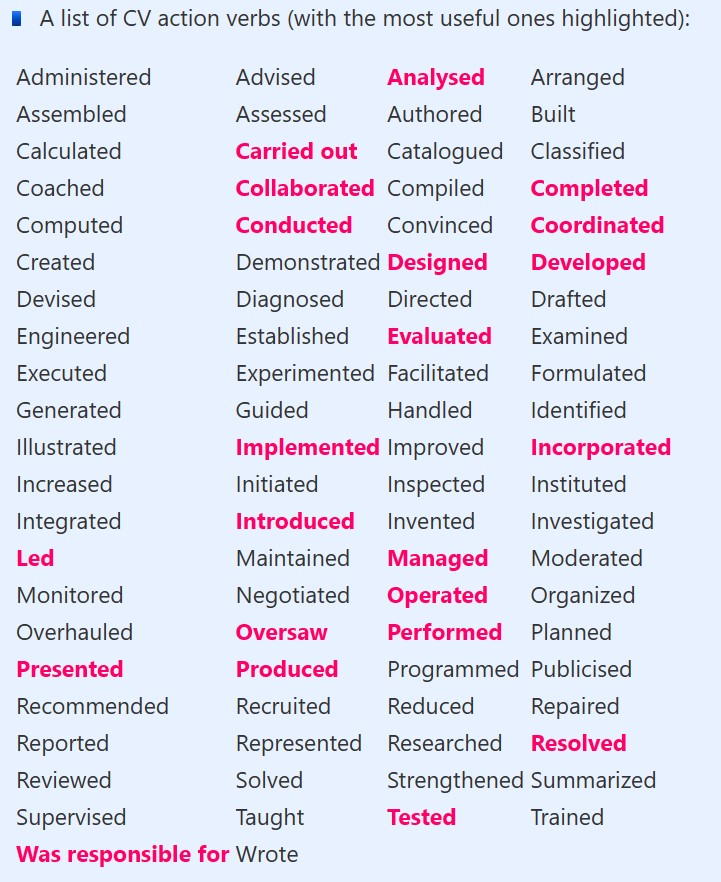 A list of CV action verbs (with the most useful ones highlighted):
Administered Advised Analysed Arranged
Assembled Assessed Authored Built
Calculated Carried out Catalogued Classified
Coached Collaborated Compiled Completed
Computed Conducted Convinced Coordinated
Created Demonstrated Designed Developed
Devised Diagnosed Directed Drafted
Engineered Established Evaluated Examined
Executed Experimented Facilitated Formulated
Generated Guided Handled Identified
Illustrated Implemented Improved Incorporated
Increased Initiated Inspected Instituted
Integrated Introduced Invented Investigated
Led Maintained Managed Moderated
Monitored Negotiated Operated Organized
Overhauled Oversaw Performed Planned
Presented Produced Programmed Publicised
Recommended Recruited Reduced Repaired
Reported Represented Researched Resolved
Reviewed Solved Strengthened Summarized
Supervised Taught Tested Trained
Was responsible for Wrote